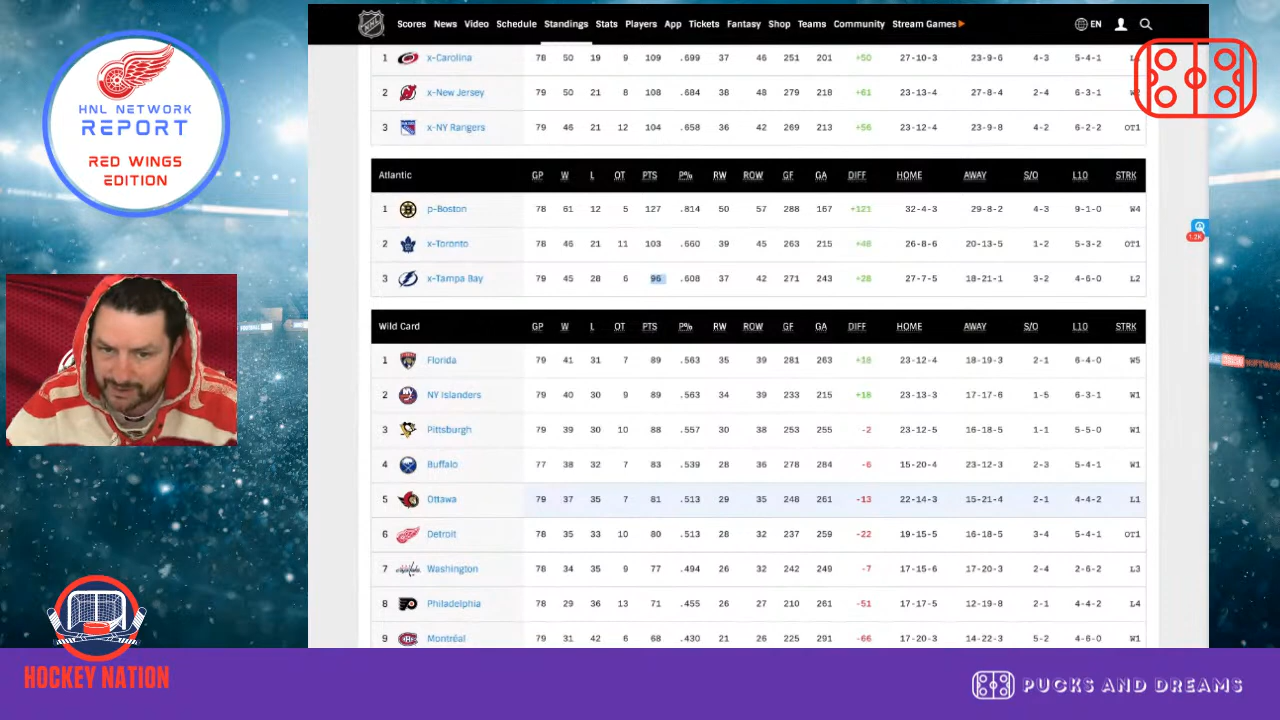 Scores News Video Schedule Standings Stats Players App Tickets Fantasy Shop Teams Community Stream Games EN
HNL NETWORK
REPORT
RED WINGS
EDITION
1 x-Carolina 78 50 19 9 109 .699 37 46 251 201 +50 27-10-3 23-9-6 4-3 5-4-1
2 x-New Jersey 79 50 21 8 108 .684 38 48 279 218 +61 23-13-4 27-8-4 2-4 6-3-1
3 x-NY Rangers 79 46 21 12 104 .658 36 42 269 213 +56 23-12-4 23-9-8 4-2 6-2-2 OT1
Atlantic GP W L OT PTS P% RW ROW GF GA DIFF HOME AWAY S/O L10 STRK
1 p-Boston 78 61 12 5 127 .814 50 57 288 167 +121 32-4-3 29-8-2 4-3 9-1-0 W4
2 x-Toronto 78 46 21 11 103 .660 39 45 263 215 +48 26-8-6 20-13-5 1-2 5-3-2 OT1
3 x-Tampa Bay 79 45 28 6 96 .608 37 42 271 243 +28 27-7-5 18-21-1 3-2 4-6-0 L2
1.2K
Wild Card GP W L OT PTS P% RW ROW GF GA DIFF HOME AWAY S/O L10 STRK
1 Florida 79 41 31 7 89 .563 35 39 281 263 +18 23-12-4 18-19-3 2-1 6-4-0 W5
2 NY Islanders 79 40 30 9 89 .563 34 39 233 215 +18 23-13-3 17-17-6 1-5 6-3-1 W1
3 Pittsburgh 79 39 30 10 88 .557 30 38 253 255 -2 23-12-5 16-18-5 1-1 5-5-0 W1
4 Buffalo 77 38 32 7 83 .539 28 36 278 284 -6 15-20-4 23-12-3 2-3 5-4-1 W1
5 Ottawa 79 37 35 7 81 .513 29 35 248 261 -13 22-14-3 15-21-4 2-1 4-4-2 L1
6 Detroit 78 35 33 10 80 .513 28 32 237 259 -22 19-15-5 16-18-5 3-4 5-4-1 OT1
7 Washington 78 34 35 9 77 .494 26 32 242 249 -7 17-15-6 17-20-3 2-4 2-6-2 L3
8 Philadelphia 78 29 36 13 71 .455 26 27 210 261 -51 17-17-5 12-19-8 2-1 4-4-2 L4
9 Montréal 79 31 42 6 68 .430 21 26 225 291 -66 17-20-3 14-22-3 5-2 4-6-0 W1
HOCKEY NATION
PUCKS AND DREAMS